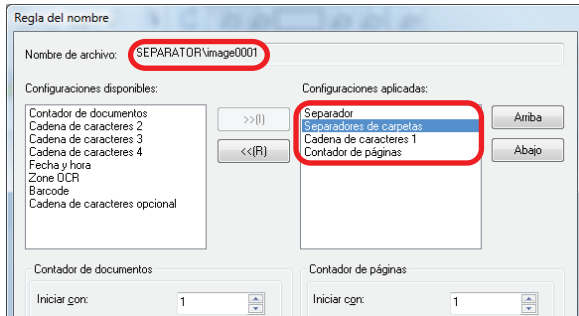 Regla del nombre
Nombre de archivo: SEPARATOR\image0001
Configuraciones disponibles:
Contador de documentos
Cadena de caracteres 2
Cadena de caracteres 3
Cadena de caracteres 4
Fecha y hora
Zone OCR
Barcode
Cadena de caracteres opcional
>>(I)
<<(R)
Configuraciones aplicadas:
Separador
Separadores de carpetas
Cadena de caracteres 1
Contador de páginas
Arriba
Abajo
Contador de documentos
Iniciar con: 1
Contador de páginas
Iniciar con: 1